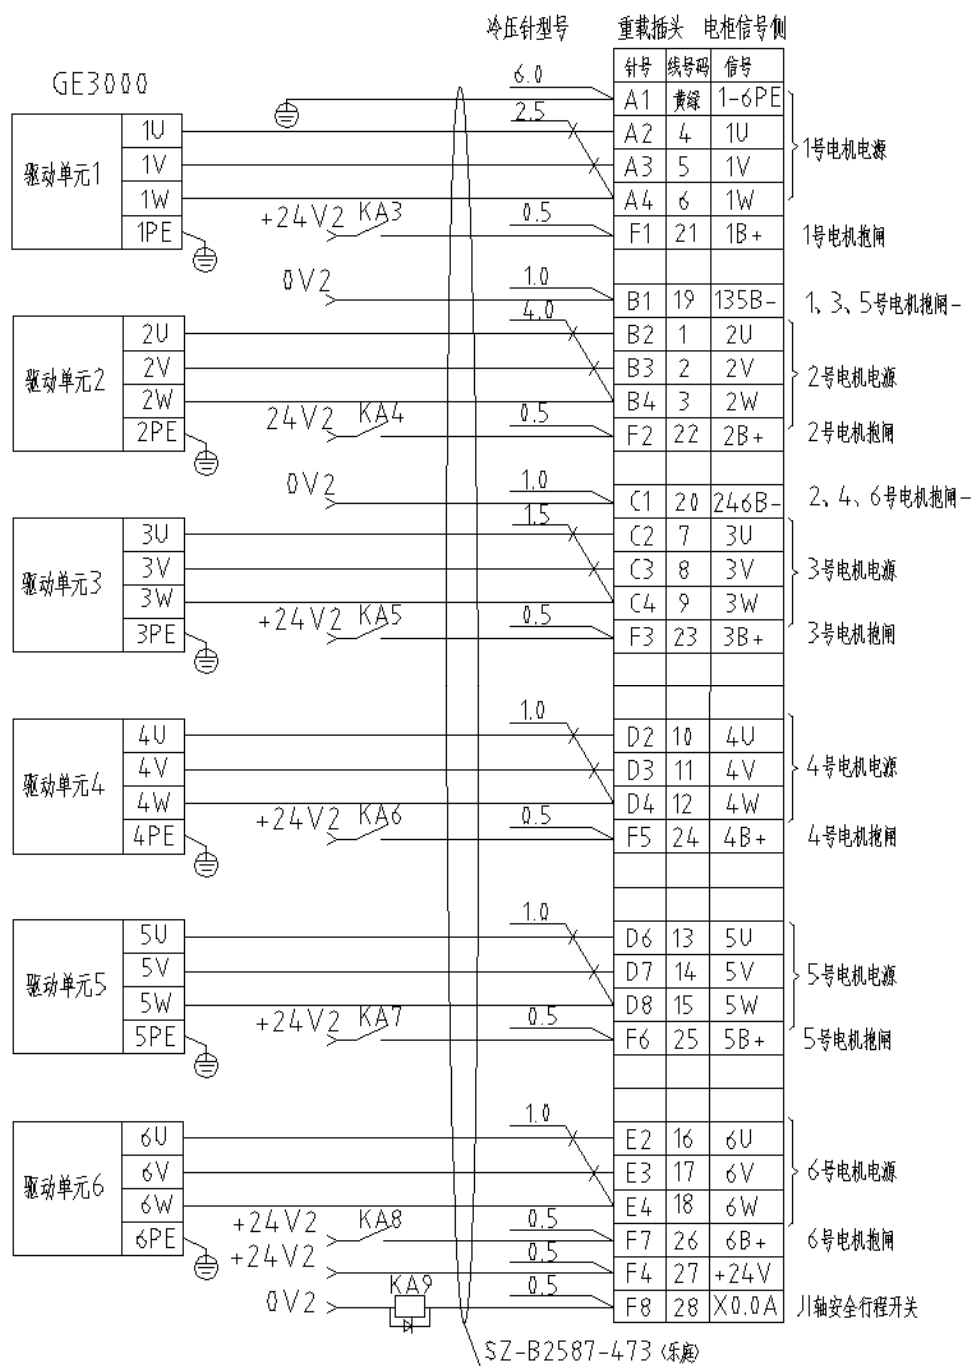 冷压针型号 重载插头 电柜信号侧
针号 线号码 信号
GE3000
6.0 A1 黄绿 1-6PE
2.5
驱动单元1
1U A2 4 1U
1V A3 5 1V
1号电机电源
1W A4 6 1W
1PE +24V2 KA3 0.5 F1 21 1B+ 1号电机抱闸
0V2 1.0 B1 19 135B- 1、3、5号电机抱闸-
4.0
驱动单元2
2U B2 1 2U
2V B3 2 2V
2号电机电源
2W B4 3 2W
2PE 24V2 KA4 0.5 F2 22 2B+ 2号电机抱闸
0V2 1.0 C1 20 246B- 2、4、6号电机抱闸-
1.5
驱动单元3
3U C2 7 3U
3V C3 8 3V 3号电机电源
3W C4 9 3W
3PE +24V2 KA5 0.5 F3 23 3B+ 3号电机抱闸
1.0
驱动单元4
4U D2 10 4U
4V D3 11 4V 4号电机电源
4W D4 12 4W
4PE +24V2 KA6 0.5 F5 24 4B+ 4号电机抱闸
1.0
驱动单元5
5U D6 13 5U
5V D7 14 5V 5号电机电源
5W D8 15 5W
5PE +24V2 KA7 0.5 F6 25 5B+ 5号电机抱闸
1.0
驱动单元6
6U E2 16 6U
6V E3 17 6V 6号电机电源
6W E4 18 6W
6PE +24V2 KA8 0.5 F7 26 6B+ 6号电机抱闸
+24V2 0.5 F4 27 +24V
0V2 KA9 0.5 F8 28 X0.0A J1轴安全行程开关
SZ-B2587-473（乐庭）